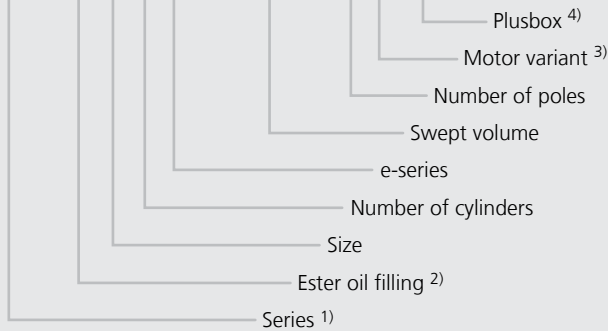 Plusbox 4)
Motor variant 3)
Number of poles
Swept volume
e-series
Number of cylinders
Size
Ester oil filling 2)
Series 1)